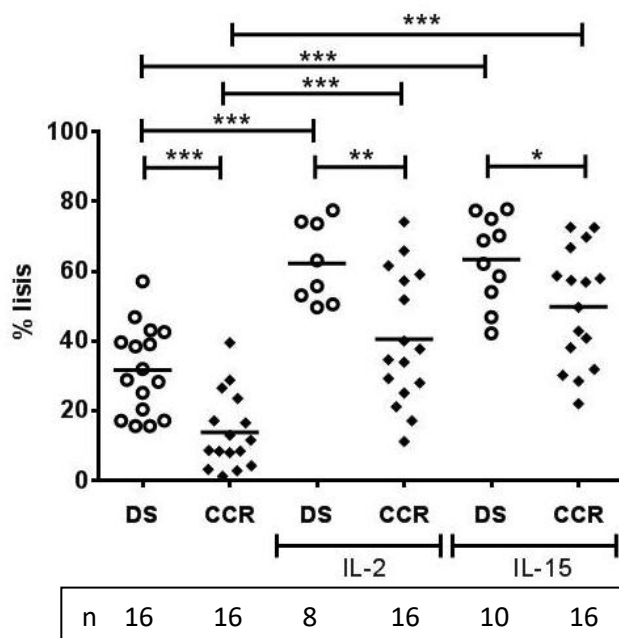 ***
***
***
***
*** ** *
100
80
60
40
20
0
% lisis
DS CCR DS CCR DS CCR
IL-2 IL-15
n 16 16 8 16 10 16